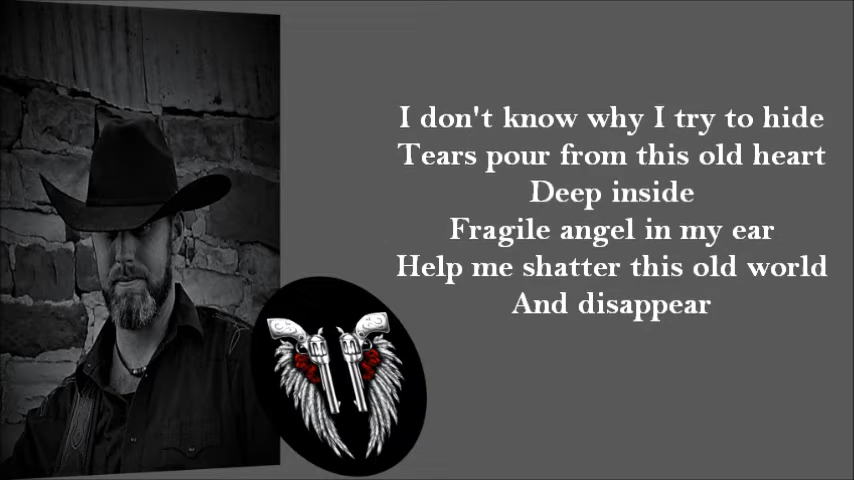 I don't know why I try to hide
Tears pour from this old heart
Deep inside
Fragile angel in my ear
Help me shatter this old world
And disappear